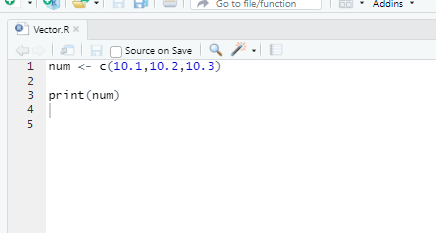 Go to file/function Addins
Vector.R
Source on Save
1 num <- c(10.1,10.2,10.3)
2
3 print(num)
4
5